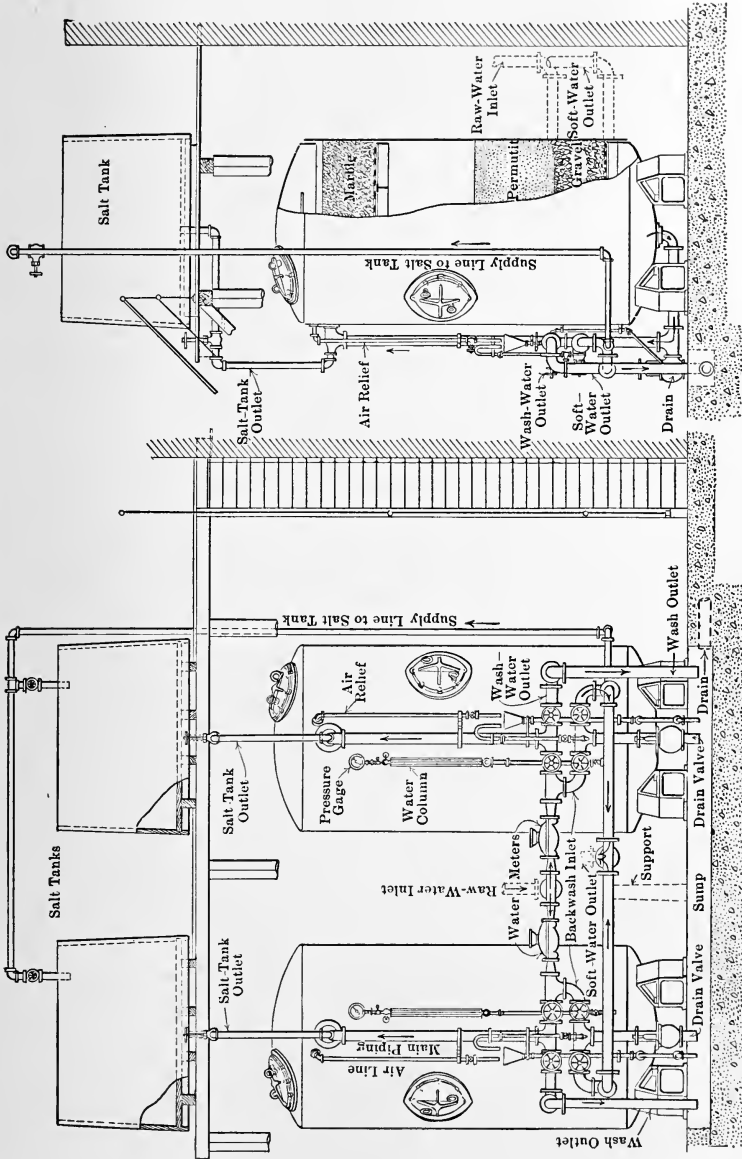 Salt Tank
Raw-Water
Inlet
Soft-Water
Outlet
Marble
Permutit
Gravel
Supply Line to Salt Tank
Salt-Tank
Outlet
Air Relief
Wash-Water
Outlet
Soft-
Water
Outlet
Drain
Salt Tanks
Salt-Tank
Outlet
Salt-Tank
Outlet
Supply Line to Salt Tank
Air
Relief
Pressure
Gage
Water
Column
Wash-
Water
Outlet
Wash Outlet
Water Meters
Raw-Water Inlet
Backwash Inlet
Soft-Water Outlet
Support
Main Piping
Air Line
Wash Outlet
Drain Valve
Sump
Drain Valve
Drain